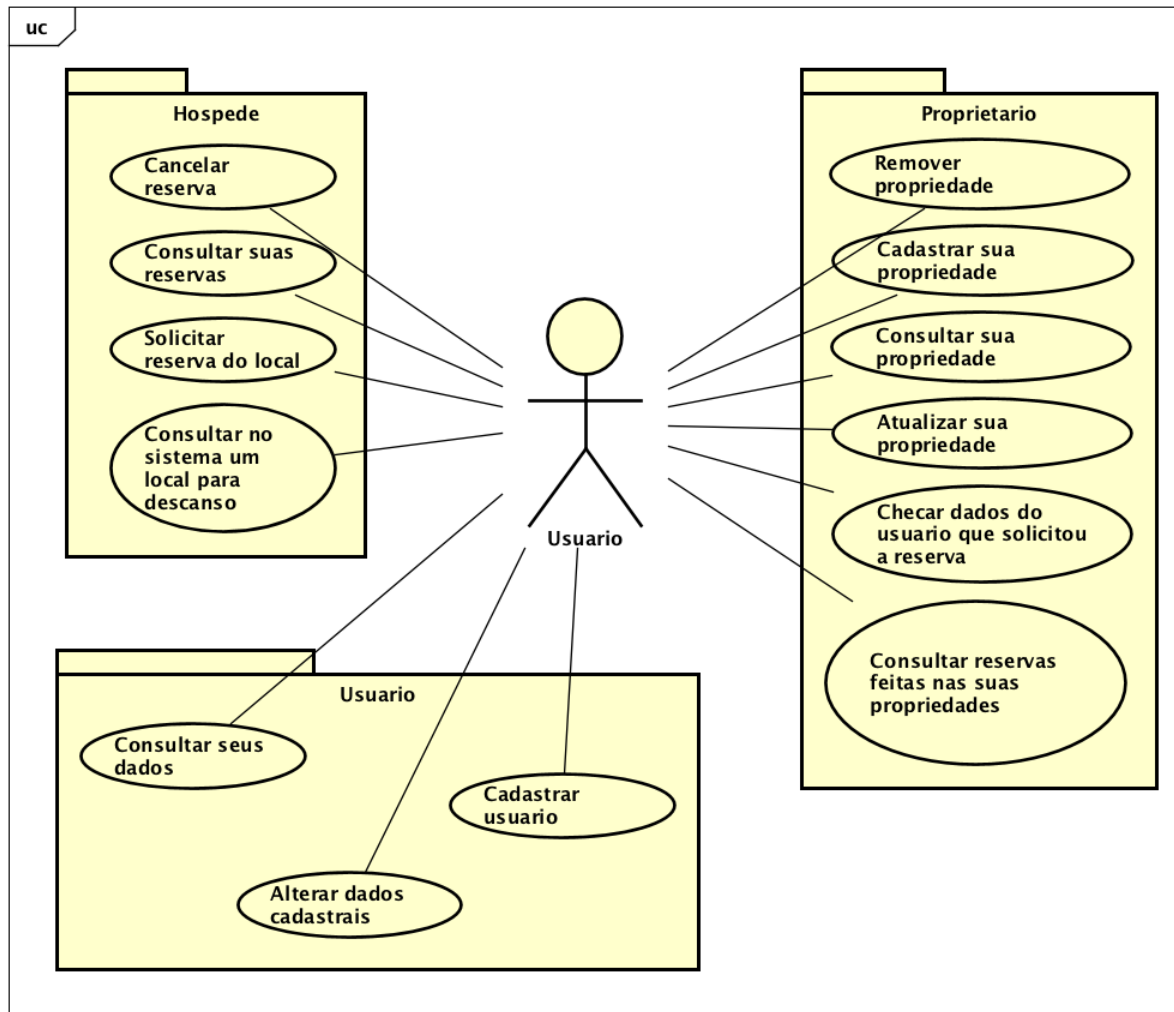 uc
Hospede
Cancelar
reserva
Consultar suas
reservas
Solicitar
reserva do local
Consultar no
sistema um
local para
descanso
Usuario
Proprietario
Remover
propriedade
Cadastrar sua
propriedade
Consultar sua
propriedade
Atualizar sua
propriedade
Checar dados do
usuario que solicitou
a reserva
Consultar reservas
feitas nas suas
propriedades
Usuario
Consultar seus
dados
Cadastrar
usuario
Alterar dados
cadastrais